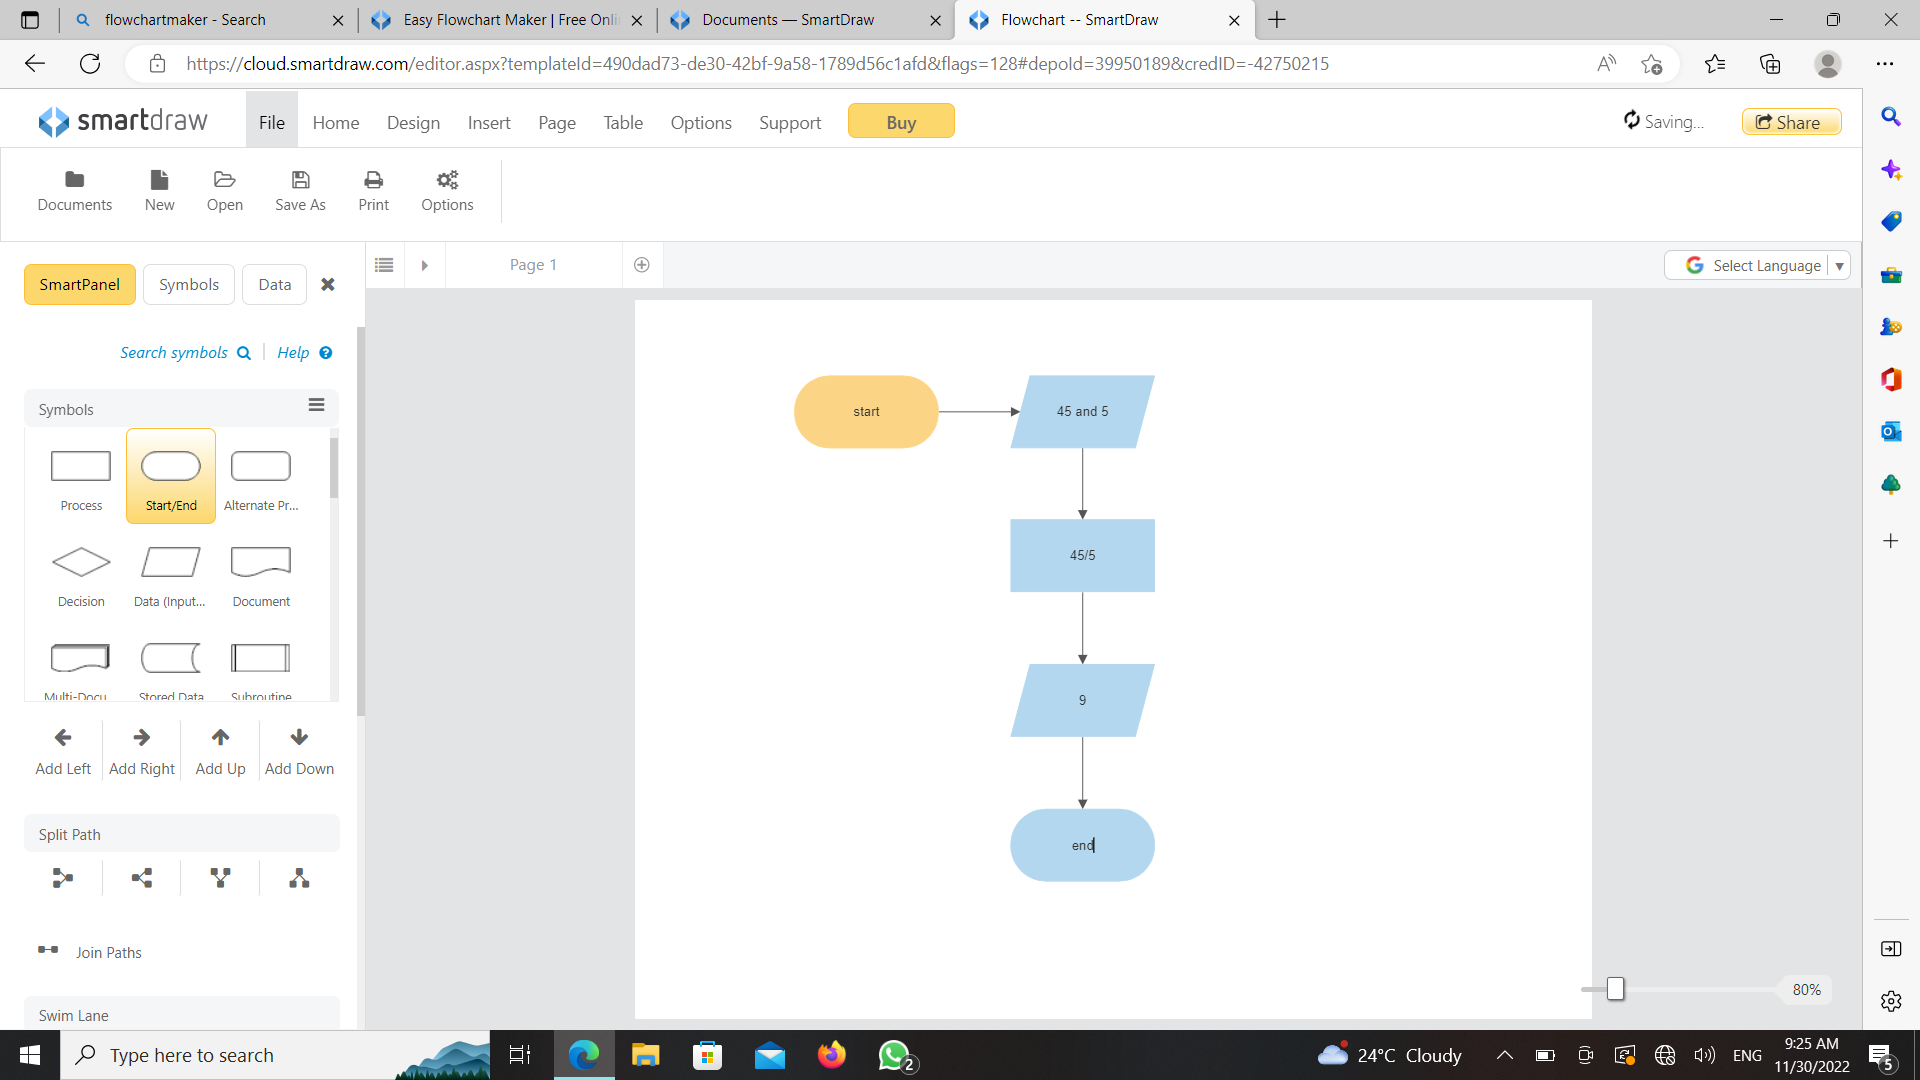 flowchartmaker - Search
Easy Flowchart Maker | Free Onli
Documents — SmartDraw
Flowchart -- SmartDraw
https://cloud.smartdraw.com/editor.aspx?templateId=490dad73-de30-42bf-9a58-1789d56c1afd&flags=128#depoId=39950189&credID=-42750215
smartdraw
File
Home
Design
Insert
Page
Table
Options
Support
Buy
Saving...
Share
Documents
New
Open
Save As
Print
Options
SmartPanel
Symbols
Data
Page 1
Select Language
Search symbols
Help
Symbols
Process
Start/End
Alternate Pr...
Decision
Data (Input...
Document
Multi-Docu...
Stored Data
Subroutine
Add Left
Add Right
Add Up
Add Down
Split Path
Join Paths
Swim Lane
start
45 and 5
45/5
9
end
80%
Type here to search
2
24°C Cloudy
ENG
9:25 AM
11/30/2022
5